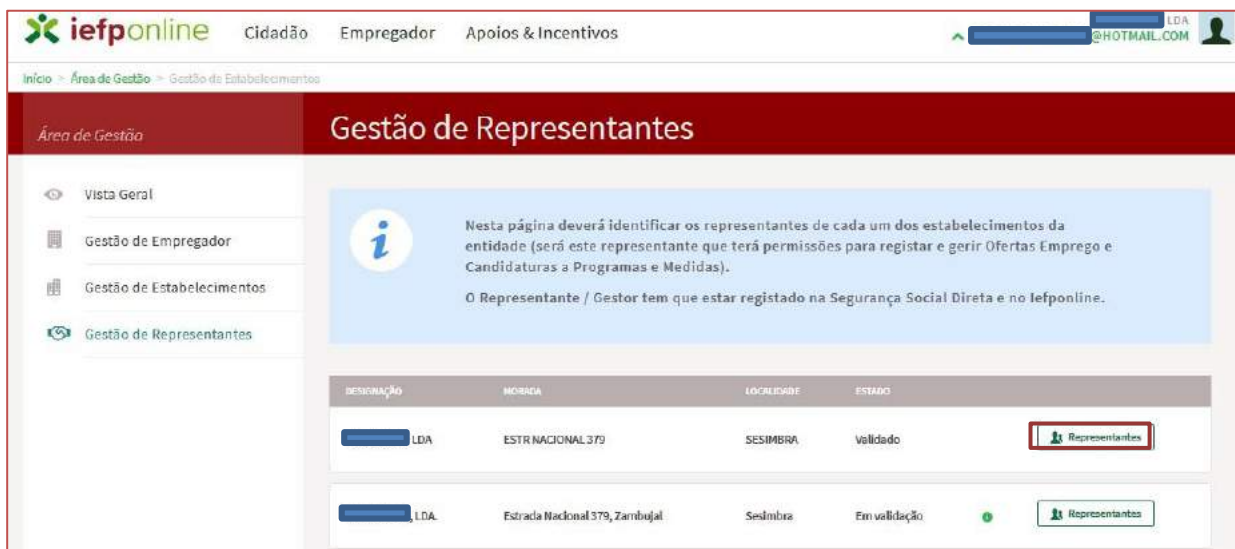 iefponline Cidadão Empregador Apoios & Incentivos
LDA
@HOTMAIL.COM
Início > Área de Gestão > Gestão de Estabelecimentos
Área de Gestão
Gestão de Representantes
Vista Geral
Gestão de Empregador
Gestão de Estabelecimentos
Gestão de Representantes
Nesta página deverá identificar os representantes de cada um dos estabelecimentos da
entidade (será este representante que terá permissões para registar e gerir Ofertas Emprego e
Candidaturas a Programas e Medidas).
O Representante / Gestor tem que estar registado na Segurança Social Direta e no Iefponline.
DESIGNAÇÃO MORADA LOCALIDADE ESTADO
LDA ESTR NACIONAL 379 SESIMBRA Validado Representantes
, LDA. Estrada Nacional 379, Zambujal Sesimbra Em validação Representantes